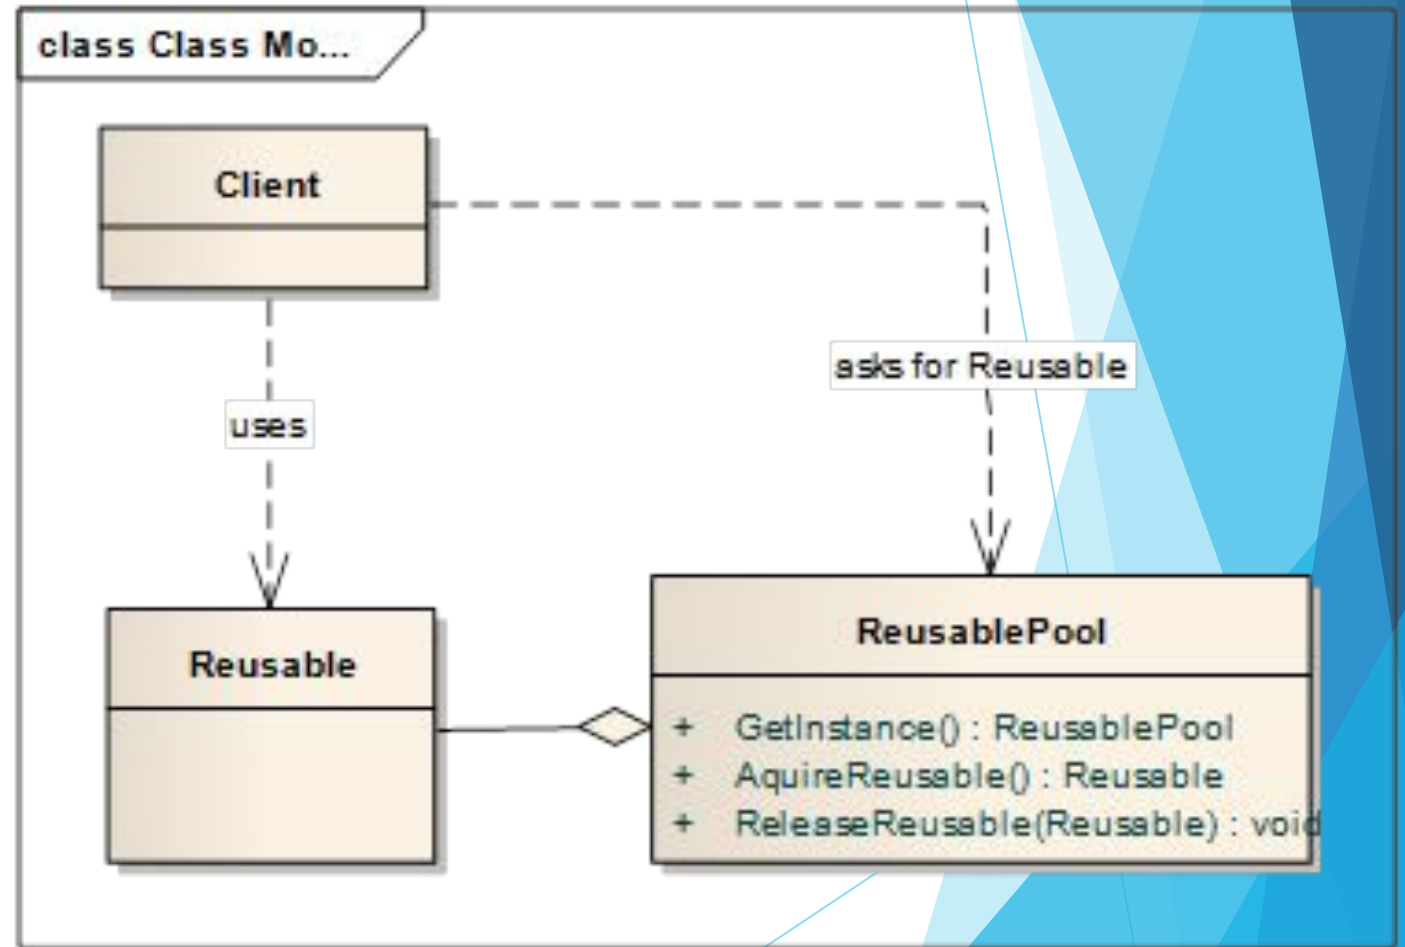 class Class Mo...
Client
asks for Reusable
uses
Reusable
ReusablePool
+ GetInstance() : ReusablePool
+ AquireReusable() : Reusable
+ ReleaseReusable(Reusable) : void